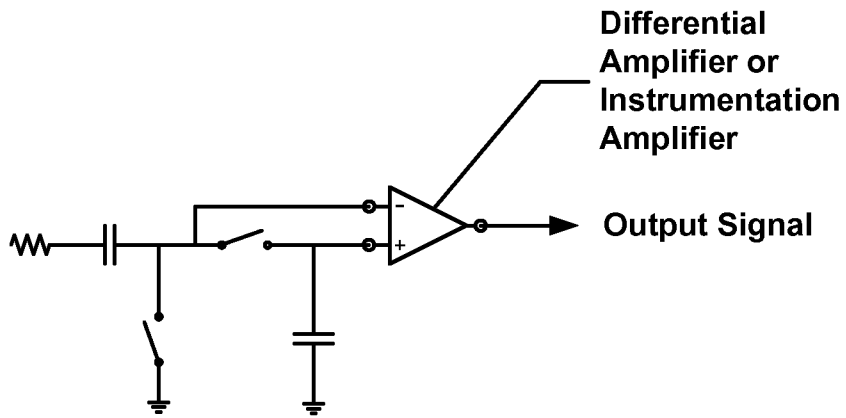 Differential
Amplifier or
Instrumentation
Amplifier
-
+
Output Signal